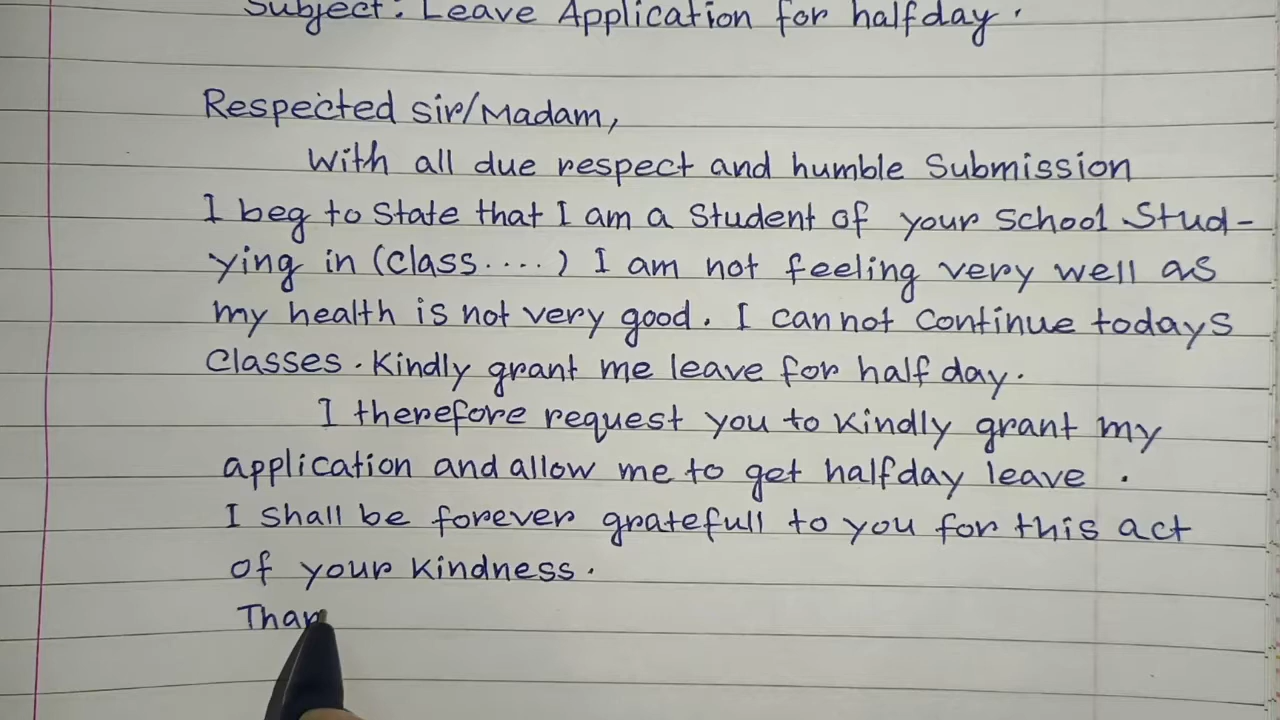 Subject: Leave Application for halfday.
Respected Sir/Madam,
With all due respect and humble Submission
I beg to State that I am a Student of your School Stud-
ying in (Class....) I am not feeling very well as
my health is not very good. I cannot Continue todays
Classes. Kindly grant me leave for half day.
I therefore request you to Kindly grant my
application and allow me to get halfday leave.
I Shall be forever gratefull to you for this act
of your Kindness.
Than